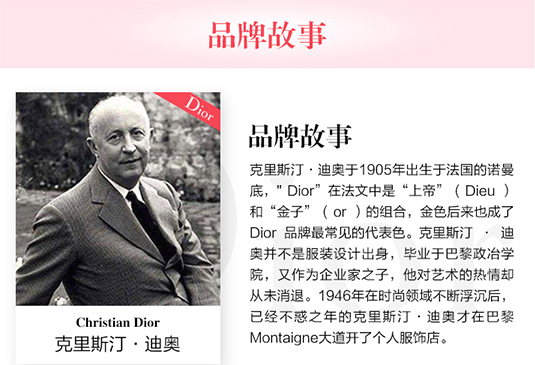 品牌故事
Dior
品牌故事
克里斯汀·迪奥于1905年出生于法国的诺曼
底，" Dior”在法文中是“上帝”（ Dieu ）
和“金子”（ or ）的组合，金色后来也成了
Dior 品牌最常见的代表色。克里斯汀 · 迪
奥并不是服装设计出身，毕业于巴黎政治学
院，又作为企业家之子，他对艺术的热情却
从未消退。1946年在时尚领域不断浮沉后，
已经不惑之年的克里斯汀·迪奥才在巴黎
Montaigne大道开了个人服饰店。
Christian Dior
克里斯汀·迪奥